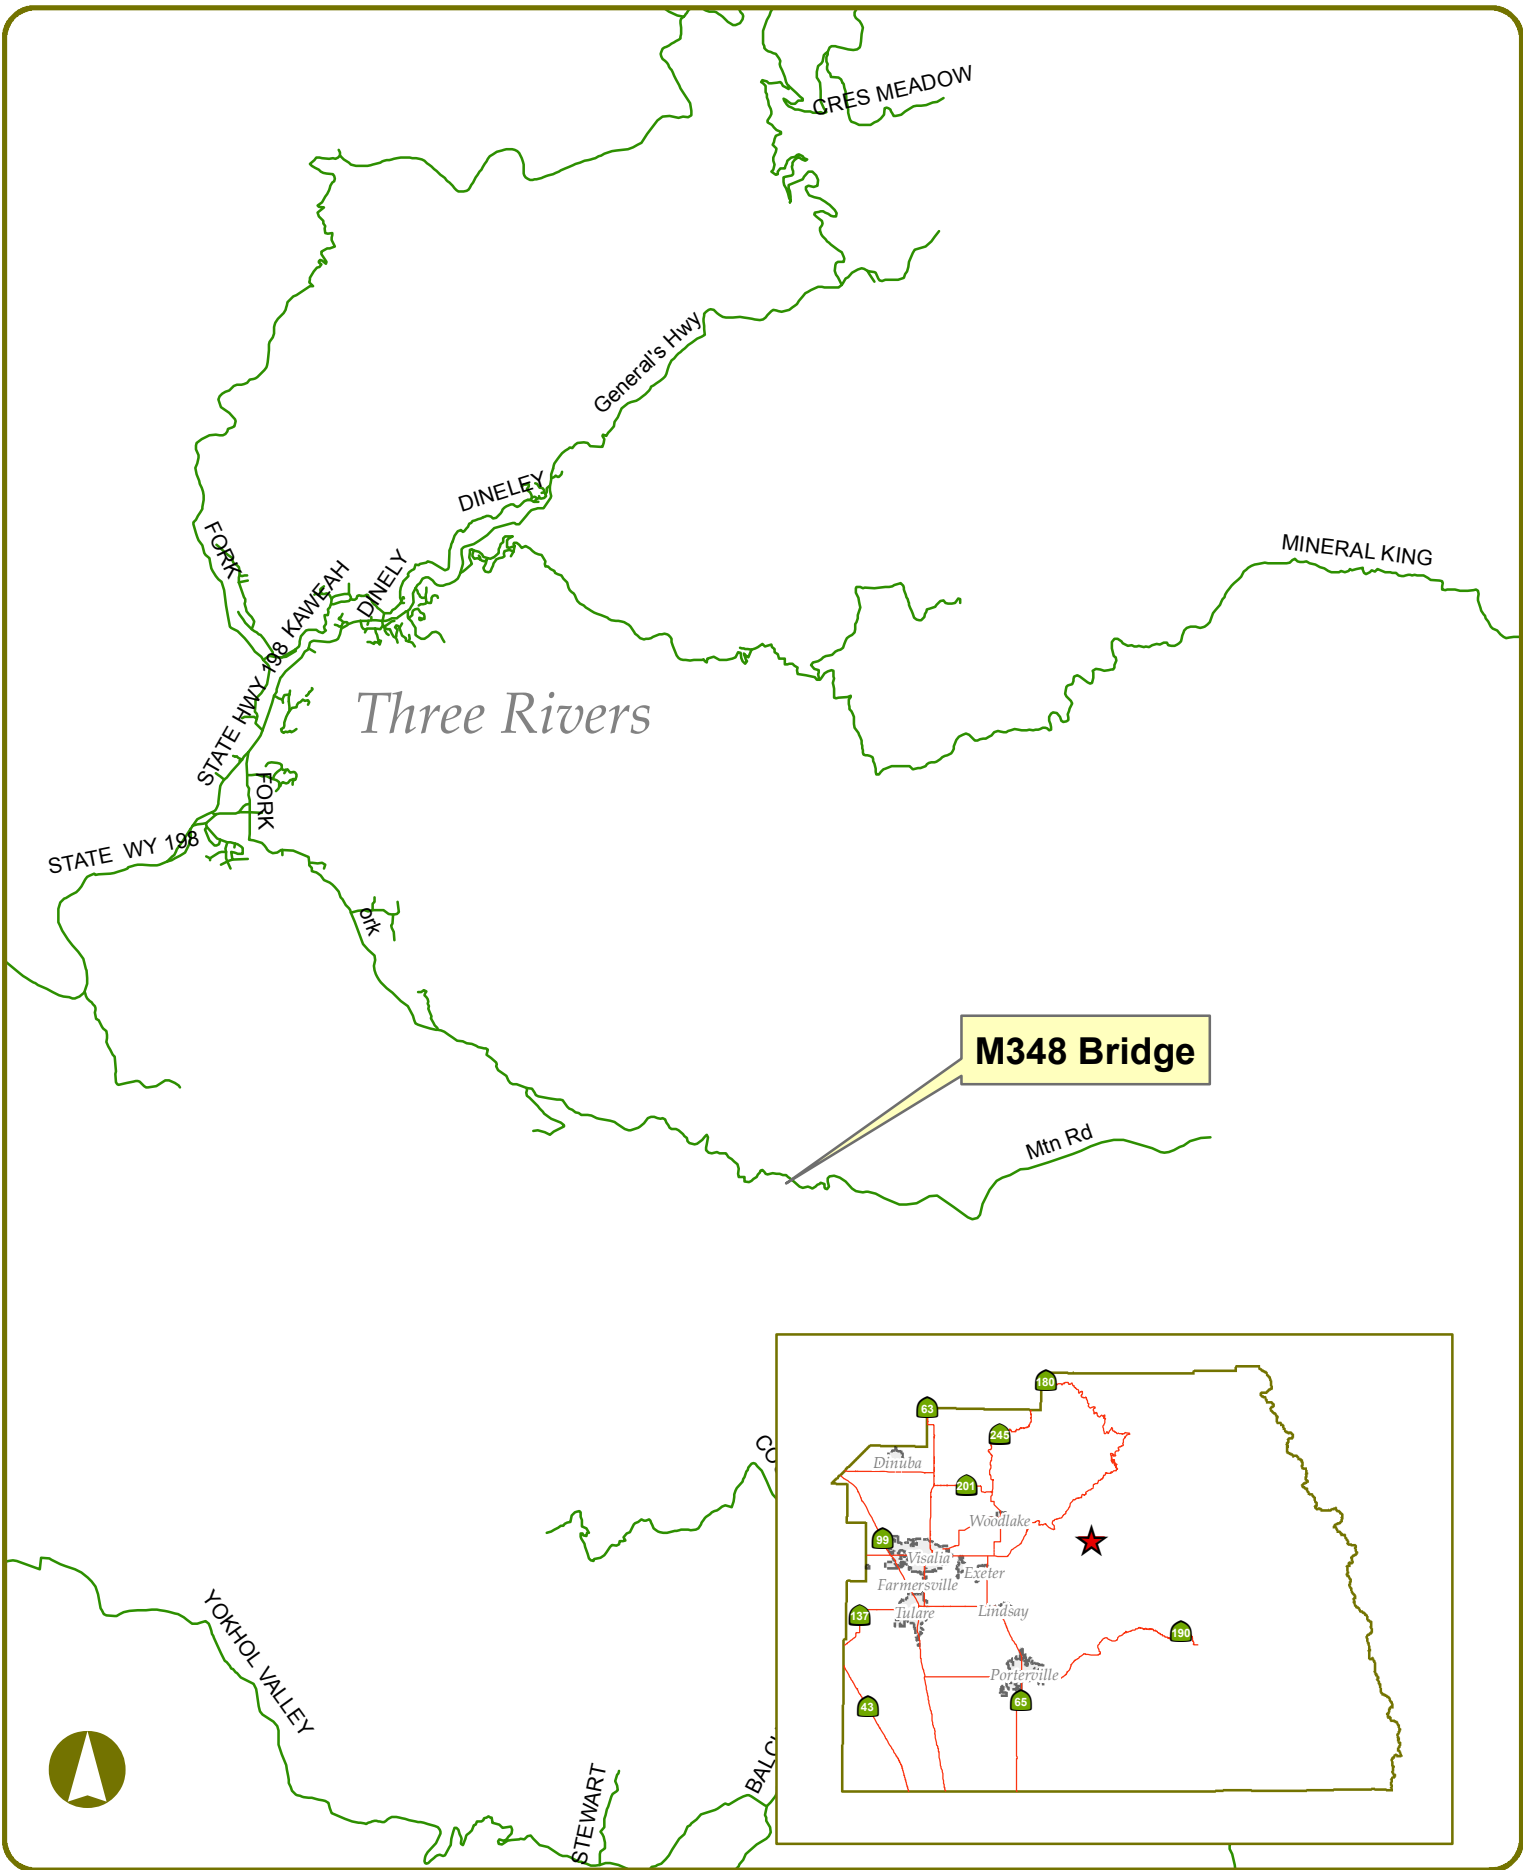 CRES MEADOW
General's Hwy
DINELEY
MINERAL KING
FORK
KAWEAH
DINELY
STATE HWY 198
Three Rivers
FORK
STATE WY 198
ork
M348 Bridge
Mtn Rd
180
63
245
CO
Dinuba
201
Woodlake
99
Visalia
Exeter
Farmersville
Tulare
Lindsay
137
190
YOKHOL VALLEY
Porterville
65
43
BALC
STEWART